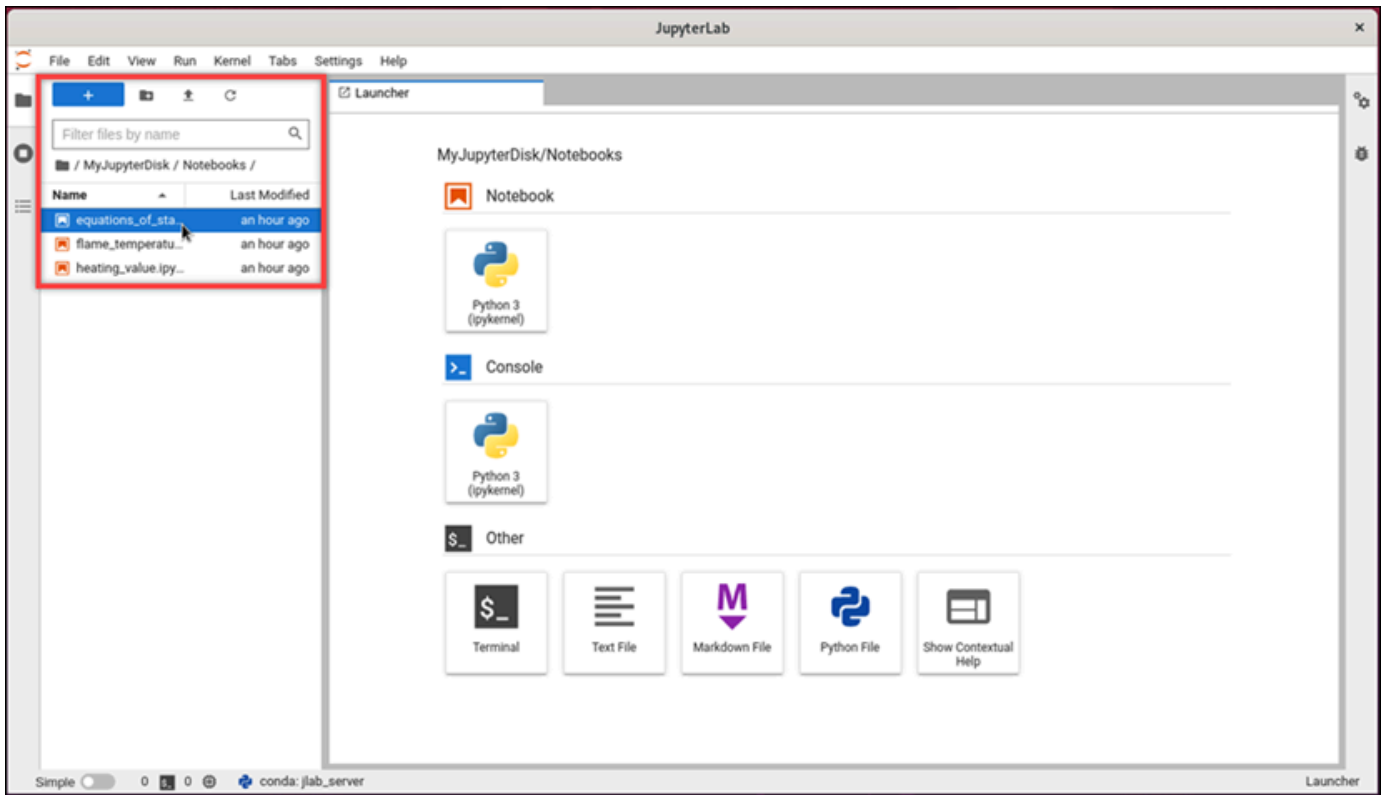 JupyterLab
File Edit View Run Kernel Tabs Settings Help
+
Filter files by name
/ MyJupyterDisk / Notebooks /
Name Last Modified
equations_of_sta... an hour ago
flame_temperatu... an hour ago
heating_value.ipy... an hour ago
Launcher
MyJupyterDisk/Notebooks
Notebook
Python 3
(ipykernel)
>_ Console
Python 3
(ipykernel)
$_ Other
$_
Terminal
Text File
M
Markdown File
Python File
Show Contextual
Help
Simple 0 $_ 0 conda: jlab_server Launcher